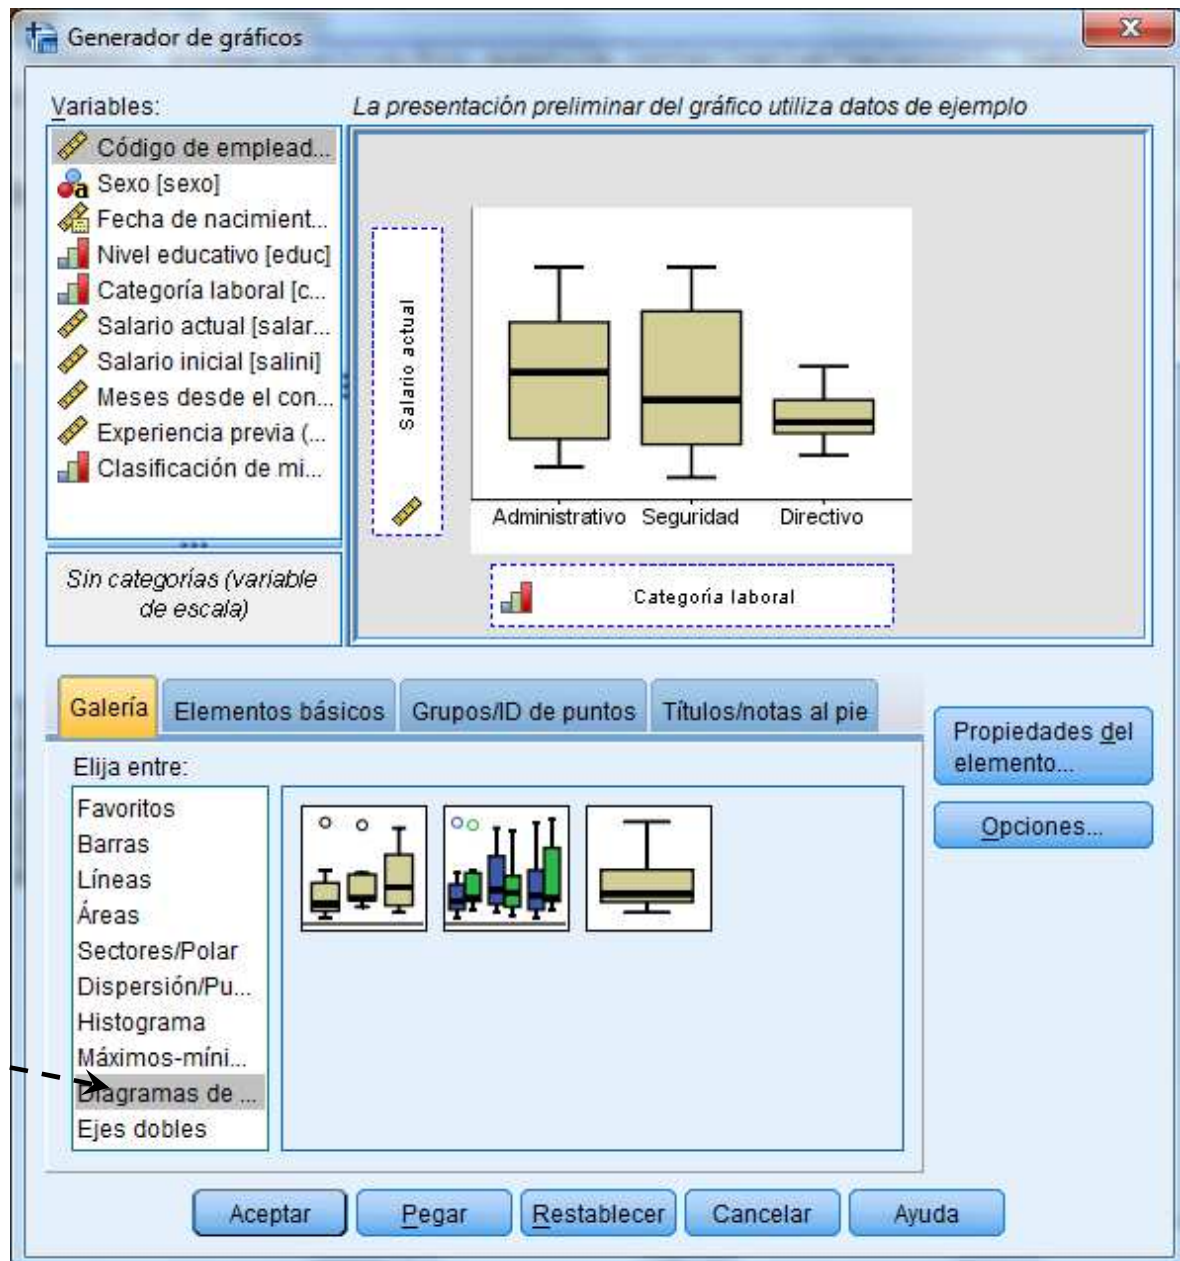 Generador de gráficos
Variables:
La presentación preliminar del gráfico utiliza datos de ejemplo
Código de emplead...
Sexo [sexo]
Fecha de nacimient...
Nivel educativo [educ]
Categoría laboral [c...
Salario actual [salar...
Salario inicial [salini]
Meses desde el con...
Experiencia previa (...
Clasificación de mi...
Sin categorías (variable
de escala)
Salario actual
Administrativo Seguridad Directivo
Categoría laboral
Galería Elementos básicos Grupos/ID de puntos Títulos/notas al pie
Elija entre:
Favoritos
Barras
Líneas
Áreas
Sectores/Polar
Dispersión/Pu...
Histograma
Máximos-míni...
Diagramas de ...
Ejes dobles
Propiedades del
elemento...
Opciones...
Aceptar Pegar Restablecer Cancelar Ayuda